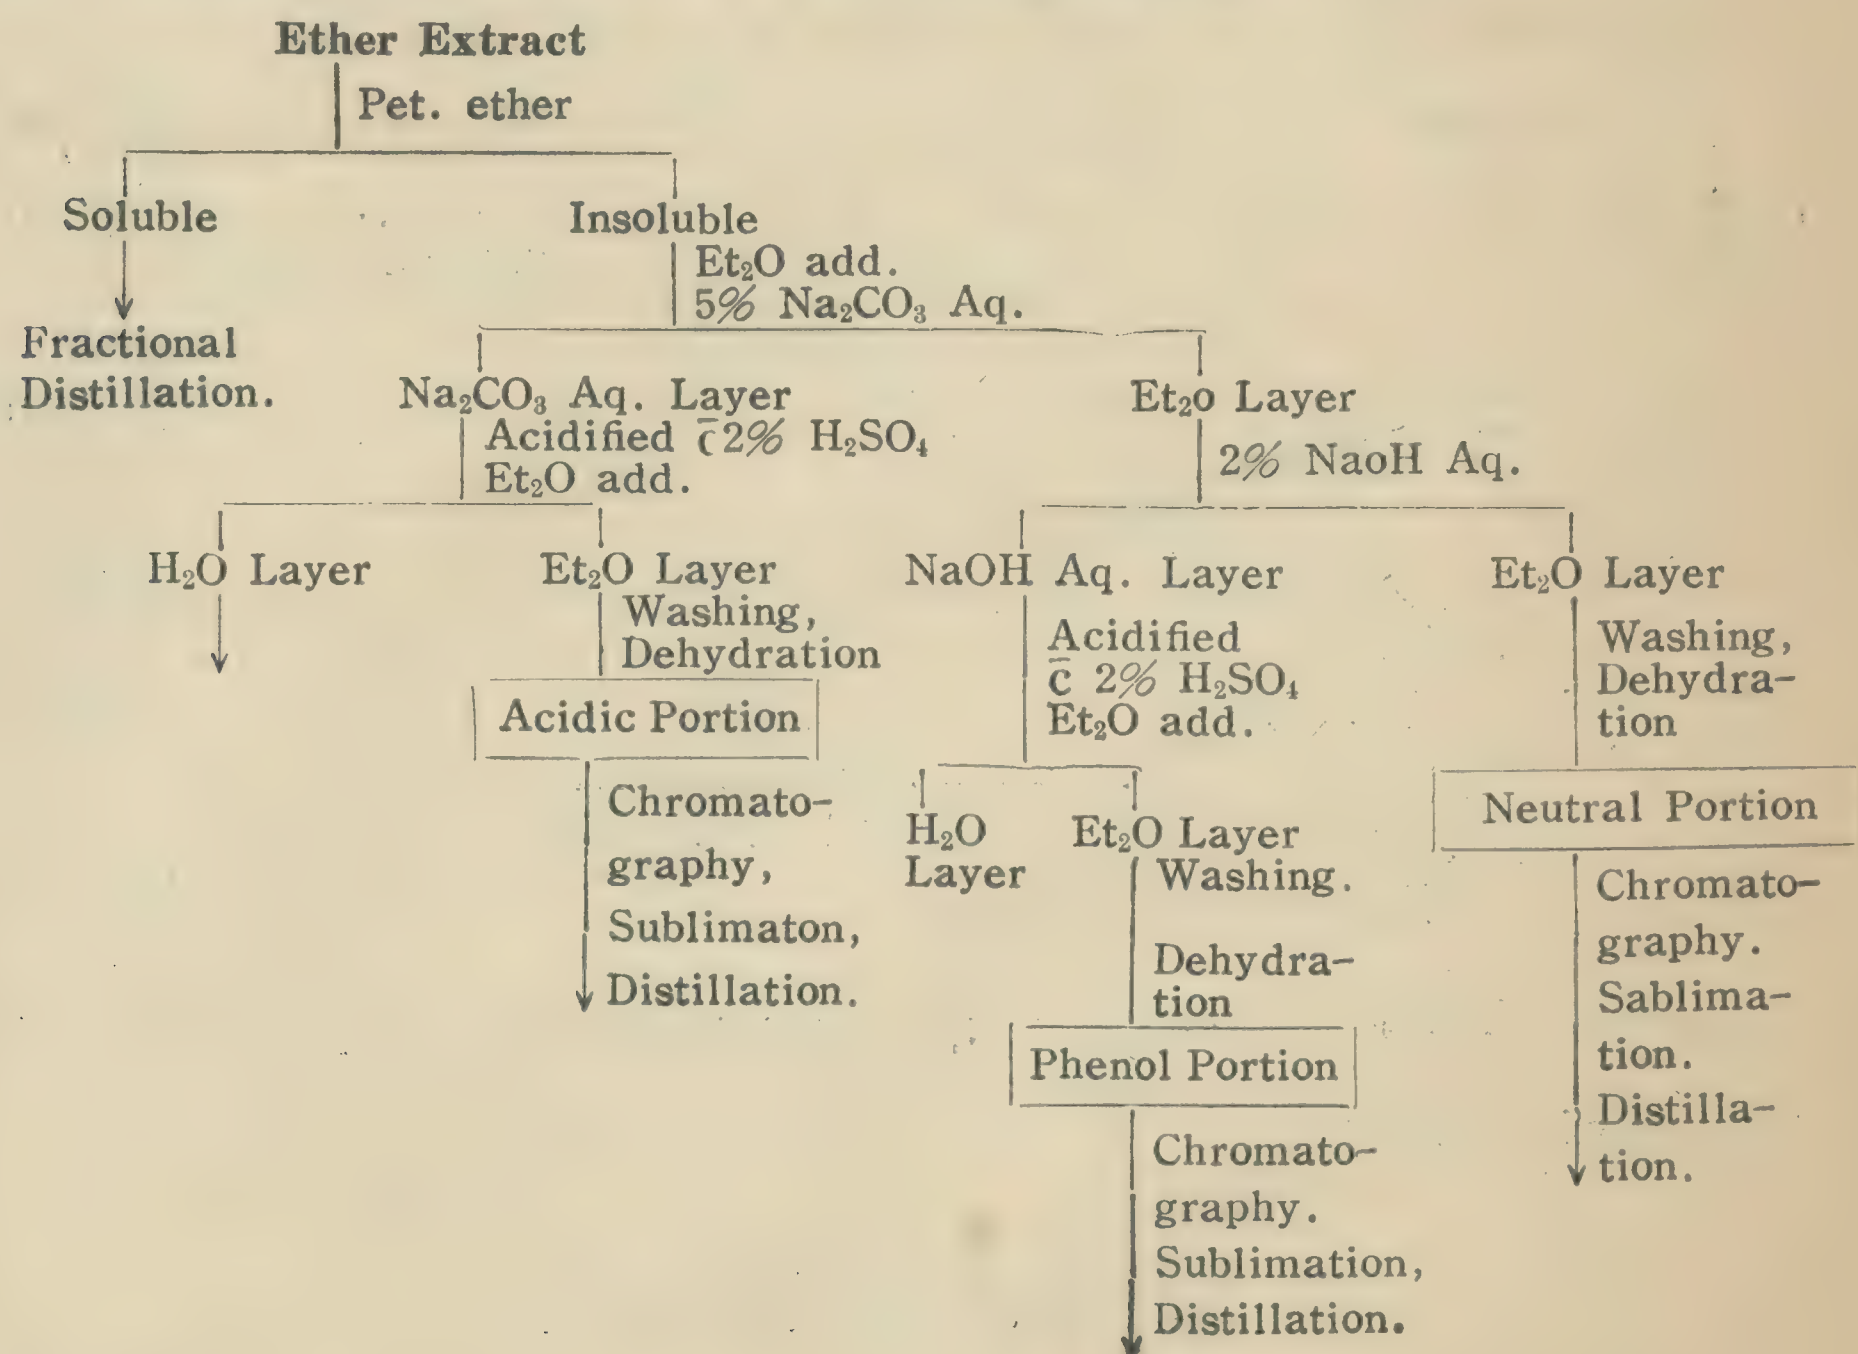 Ether Extract
Pet. ether
Soluble
Insoluble
Et₂O add.
5% Na₂CO₃ Aq.
Fractional
Distillation.
Na₂CO₃ Aq. Layer
Acidified c̄ 2% H₂SO₄
Et₂O add.
Et₂o Layer
2% NaoH Aq.
H₂O Layer
Et₂O Layer
Washing,
Dehydration
Acidic Portion
Chromato-
graphy,
Sublimaton,
Distillation.
NaOH Aq. Layer
Acidified
c̄ 2% H₂SO₄
Et₂O add.
H₂O
Layer
Et₂O Layer
Washing.
Dehydra-
tion
Phenol Portion
Chromato-
graphy.
Sublimation,
Distillation.
Et₂O Layer
Washing,
Dehydra-
tion
Neutral Portion
Chromato-
graphy.
Sablima-
tion.
Distilla-
tion.